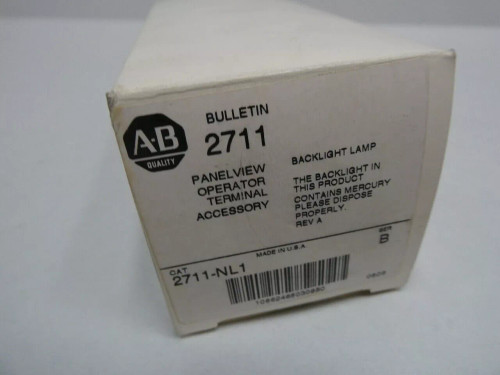 A-B
QUALITY
BULLETIN
2711
PANELVIEW
OPERATOR
TERMINAL
ACCESSORY
BACKLIGHT LAMP
THE BACKLIGHT IN
THIS PRODUCT
CONTAINS MERCURY
PLEASE DISPOSE
PROPERLY.
REV A
MADE IN U.S.A
SER
B
CAT
2711-NL1